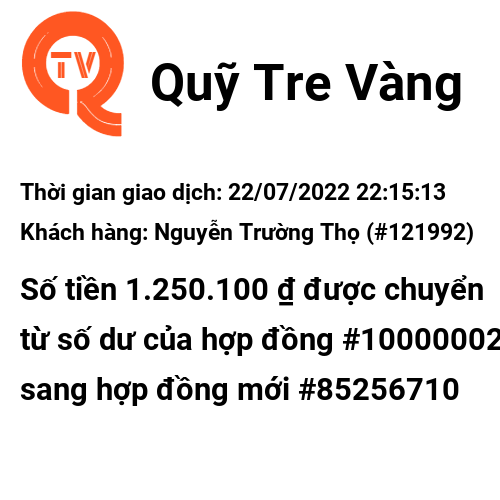 TV
Quỹ Tre Vàng
Thời gian giao dịch: 22/07/2022 22:15:13
Khách hàng: Nguyễn Trường Thọ (#121992)
Số tiền 1.250.100 ₫ được chuyển
từ số dư của hợp đồng #10000002
sang hợp đồng mới #85256710